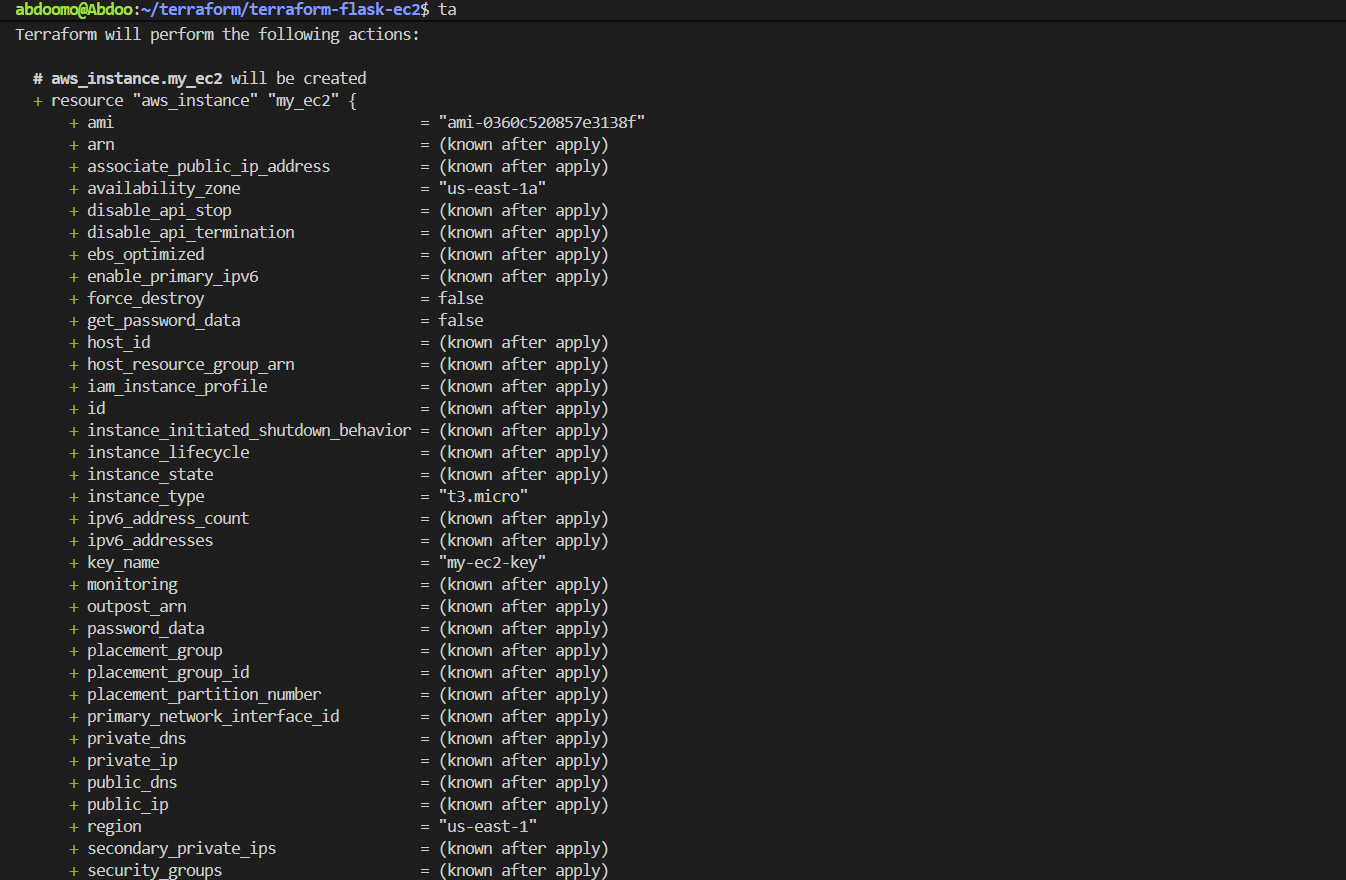 abdoomo@Abdoo:~/terraform/terraform-flask-ec2$ ta
Terraform will perform the following actions:
# aws_instance.my_ec2 will be created
+ resource "aws_instance" "my_ec2" {
+ ami = "ami-0360c520857e3138f"
+ arn = (known after apply)
+ associate_public_ip_address = (known after apply)
+ availability_zone = "us-east-1a"
+ disable_api_stop = (known after apply)
+ disable_api_termination = (known after apply)
+ ebs_optimized = (known after apply)
+ enable_primary_ipv6 = (known after apply)
+ force_destroy = false
+ get_password_data = false
+ host_id = (known after apply)
+ host_resource_group_arn = (known after apply)
+ iam_instance_profile = (known after apply)
+ id = (known after apply)
+ instance_initiated_shutdown_behavior = (known after apply)
+ instance_lifecycle = (known after apply)
+ instance_state = (known after apply)
+ instance_type = "t3.micro"
+ ipv6_address_count = (known after apply)
+ ipv6_addresses = (known after apply)
+ key_name = "my-ec2-key"
+ monitoring = (known after apply)
+ outpost_arn = (known after apply)
+ password_data = (known after apply)
+ placement_group = (known after apply)
+ placement_group_id = (known after apply)
+ placement_partition_number = (known after apply)
+ primary_network_interface_id = (known after apply)
+ private_dns = (known after apply)
+ private_ip = (known after apply)
+ public_dns = (known after apply)
+ public_ip = (known after apply)
+ region = "us-east-1"
+ secondary_private_ips = (known after apply)
+ security_groups = (known after apply)